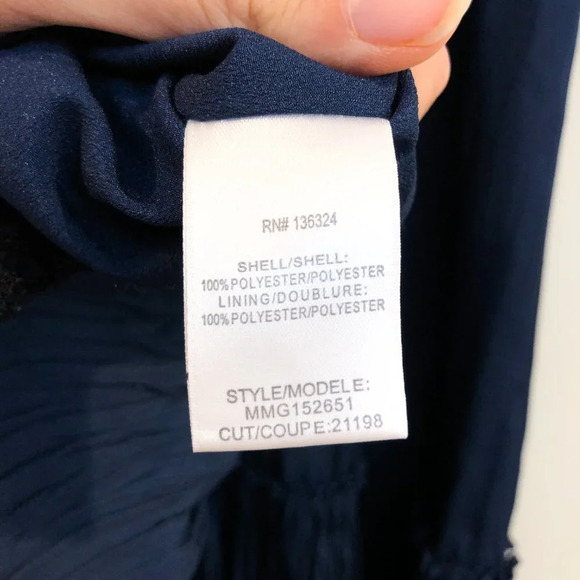 RN# 136324
SHELL/SHELL:
100%POLYESTER/POLYESTER
LINING/DOUBLURE:
100%POLYESTER/POLYESTER
STYLE/MODELE:
MMG152651
CUT/COUPE:21198